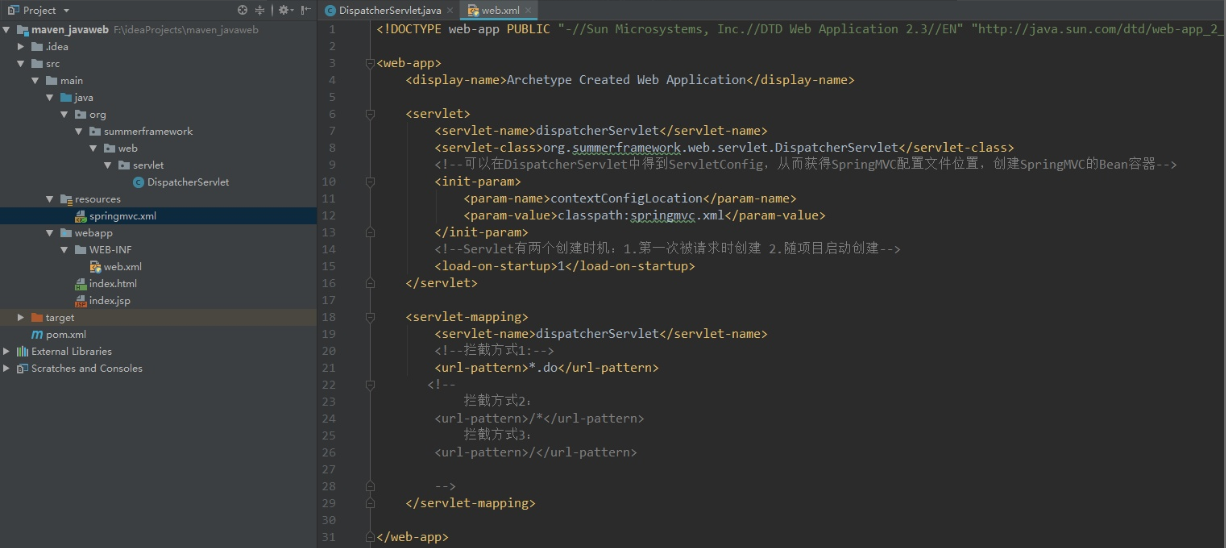 Project
maven_javaweb F:\ideaProjects\maven_javaweb
.idea
src
main
java
org
summerframework
web
servlet
DispatcherServlet
resources
springmvc.xml
webapp
WEB-INF
web.xml
index.html
index.jsp
target
pom.xml
External Libraries
Scratches and Consoles
DispatcherServlet.java
web.xml
1 <!DOCTYPE web-app PUBLIC "-//Sun Microsystems, Inc.//DTD Web Application 2.3//EN" "http://java.sun.com/dtd/web-app_2_
2
3 <web-app>
4 <display-name>Archetype Created Web Application</display-name>
5
6 <servlet>
7 <servlet-name>dispatcherServlet</servlet-name>
8 <servlet-class>org.summerframework.web.servlet.DispatcherServlet</servlet-class>
9 <!--可以在DispatcherServlet中得到ServletConfig，从而获得SpringMVC配置文件位置，创建SpringMVC的Bean容器-->
10 <init-param>
11 <param-name>contextConfigLocation</param-name>
12 <param-value>classpath:springmvc.xml</param-value>
13 </init-param>
14 <!--Servlet有两个创建时机：1.第一次被请求时创建 2.随项目启动创建-->
15 <load-on-startup>1</load-on-startup>
16 </servlet>
17
18 <servlet-mapping>
19 <servlet-name>dispatcherServlet</servlet-name>
20 <!--拦截方式1:-->
21 <url-pattern>*.do</url-pattern>
22 <!--
23 拦截方式2：
24 <url-pattern>/*</url-pattern>
25 拦截方式3：
26 <url-pattern>/</url-pattern>
27
28 -->
29 </servlet-mapping>
30
31 </web-app>